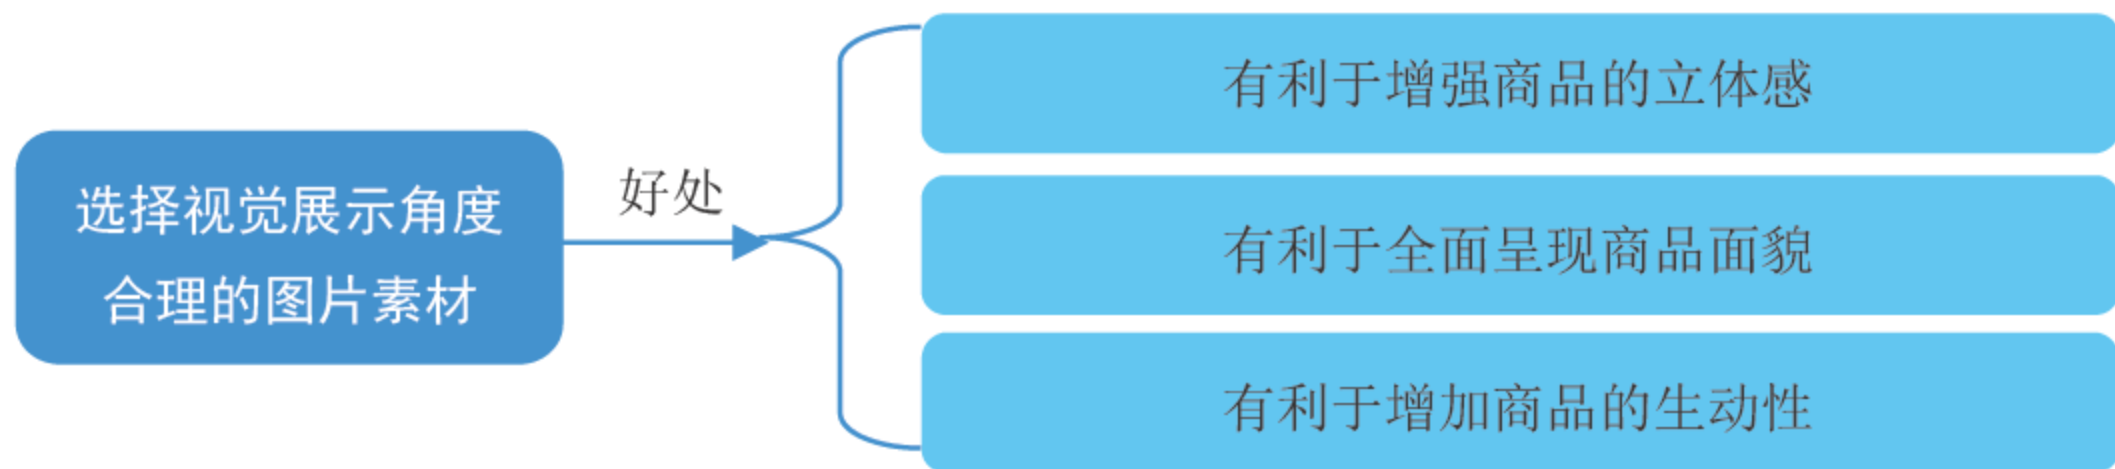 选择视觉展示角度
合理的图片素材
好处
有利于增强商品的立体感
有利于全面呈现商品面貌
有利于增加商品的生动性